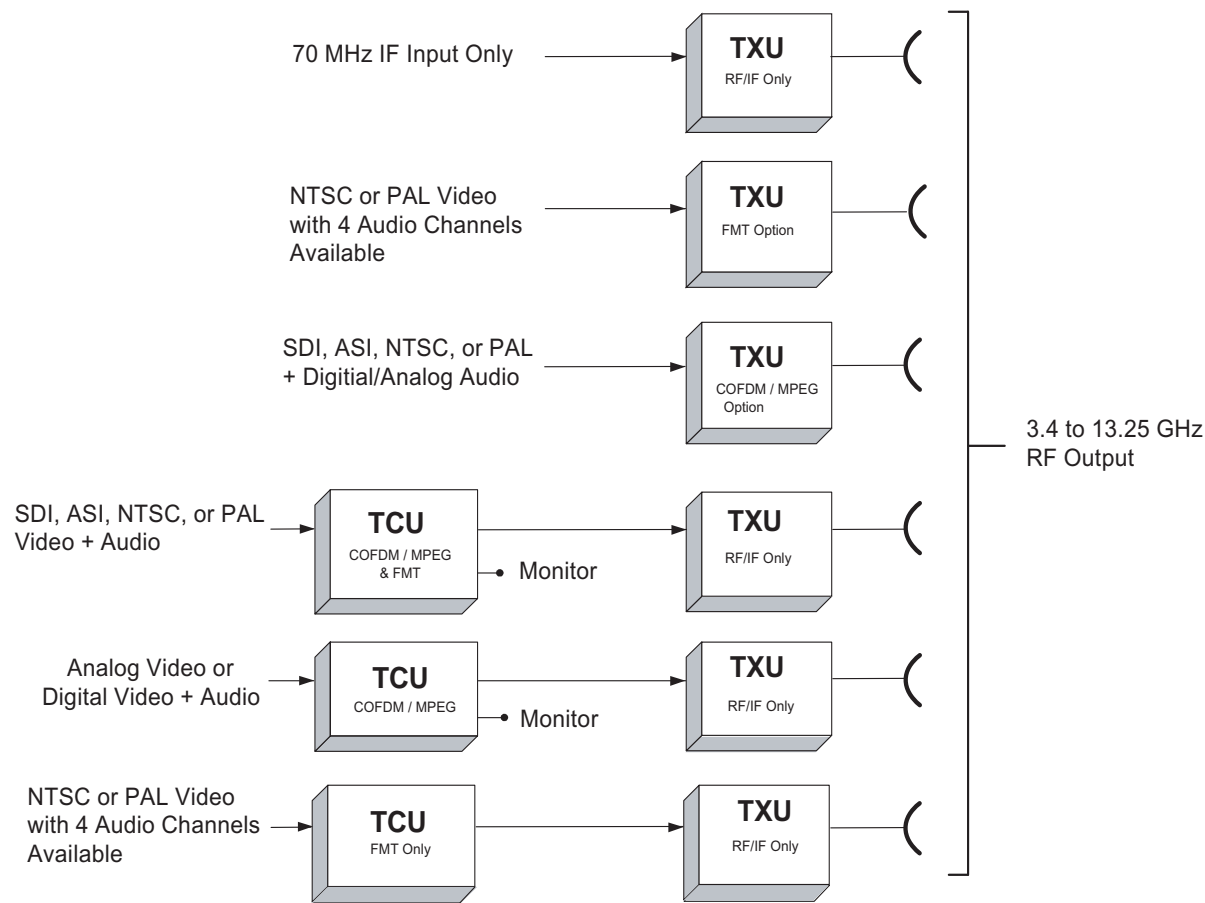 70 MHz IF Input Only
TXU
RF/IF Only
NTSC or PAL Video
with 4 Audio Channels
Available
TXU
FMT Option
SDI, ASI, NTSC, or PAL
+ Digitial/Analog Audio
TXU
COFDM / MPEG
Option
3.4 to 13.25 GHz
RF Output
SDI, ASI, NTSC, or PAL
Video + Audio
TCU
COFDM / MPEG
& FMT
Monitor
TXU
RF/IF Only
Analog Video or
Digital Video + Audio
TCU
COFDM / MPEG
Monitor
TXU
RF/IF Only
NTSC or PAL Video
with 4 Audio Channels
Available
TCU
FMT Only
TXU
RF/IF Only